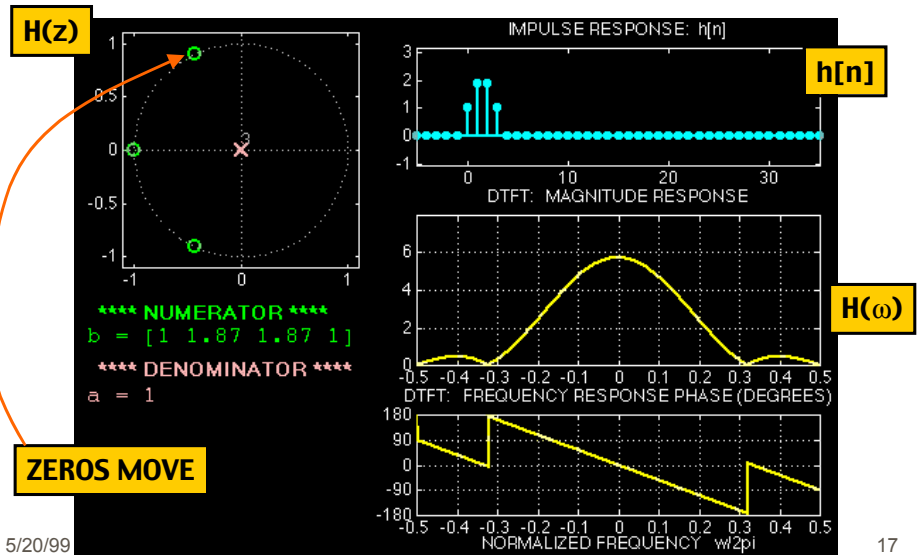 H(z)
1
0.5
0
-0.5
-1
-1 0 1
3
**** NUMERATOR ****
b = [1 1.87 1.87 1]
**** DENOMINATOR ****
a = 1
ZEROS MOVE
5/20/99
IMPULSE RESPONSE: h[n]
h[n]
3
2
1
0
-1
0 10 20 30
DTFT: MAGNITUDE RESPONSE
6
4
2
0
H(ω)
-0.5 -0.4 -0.3 -0.2 -0.1 0 0.1 0.2 0.3 0.4 0.5
DTFT: FREQUENCY RESPONSE PHASE (DEGREES)
180
90
0
-90
-180
-0.5 -0.4 -0.3 -0.2 -0.1 0 0.1 0.2 0.3 0.4 0.5
NORMALIZED FREQUENCY w/2pi
17